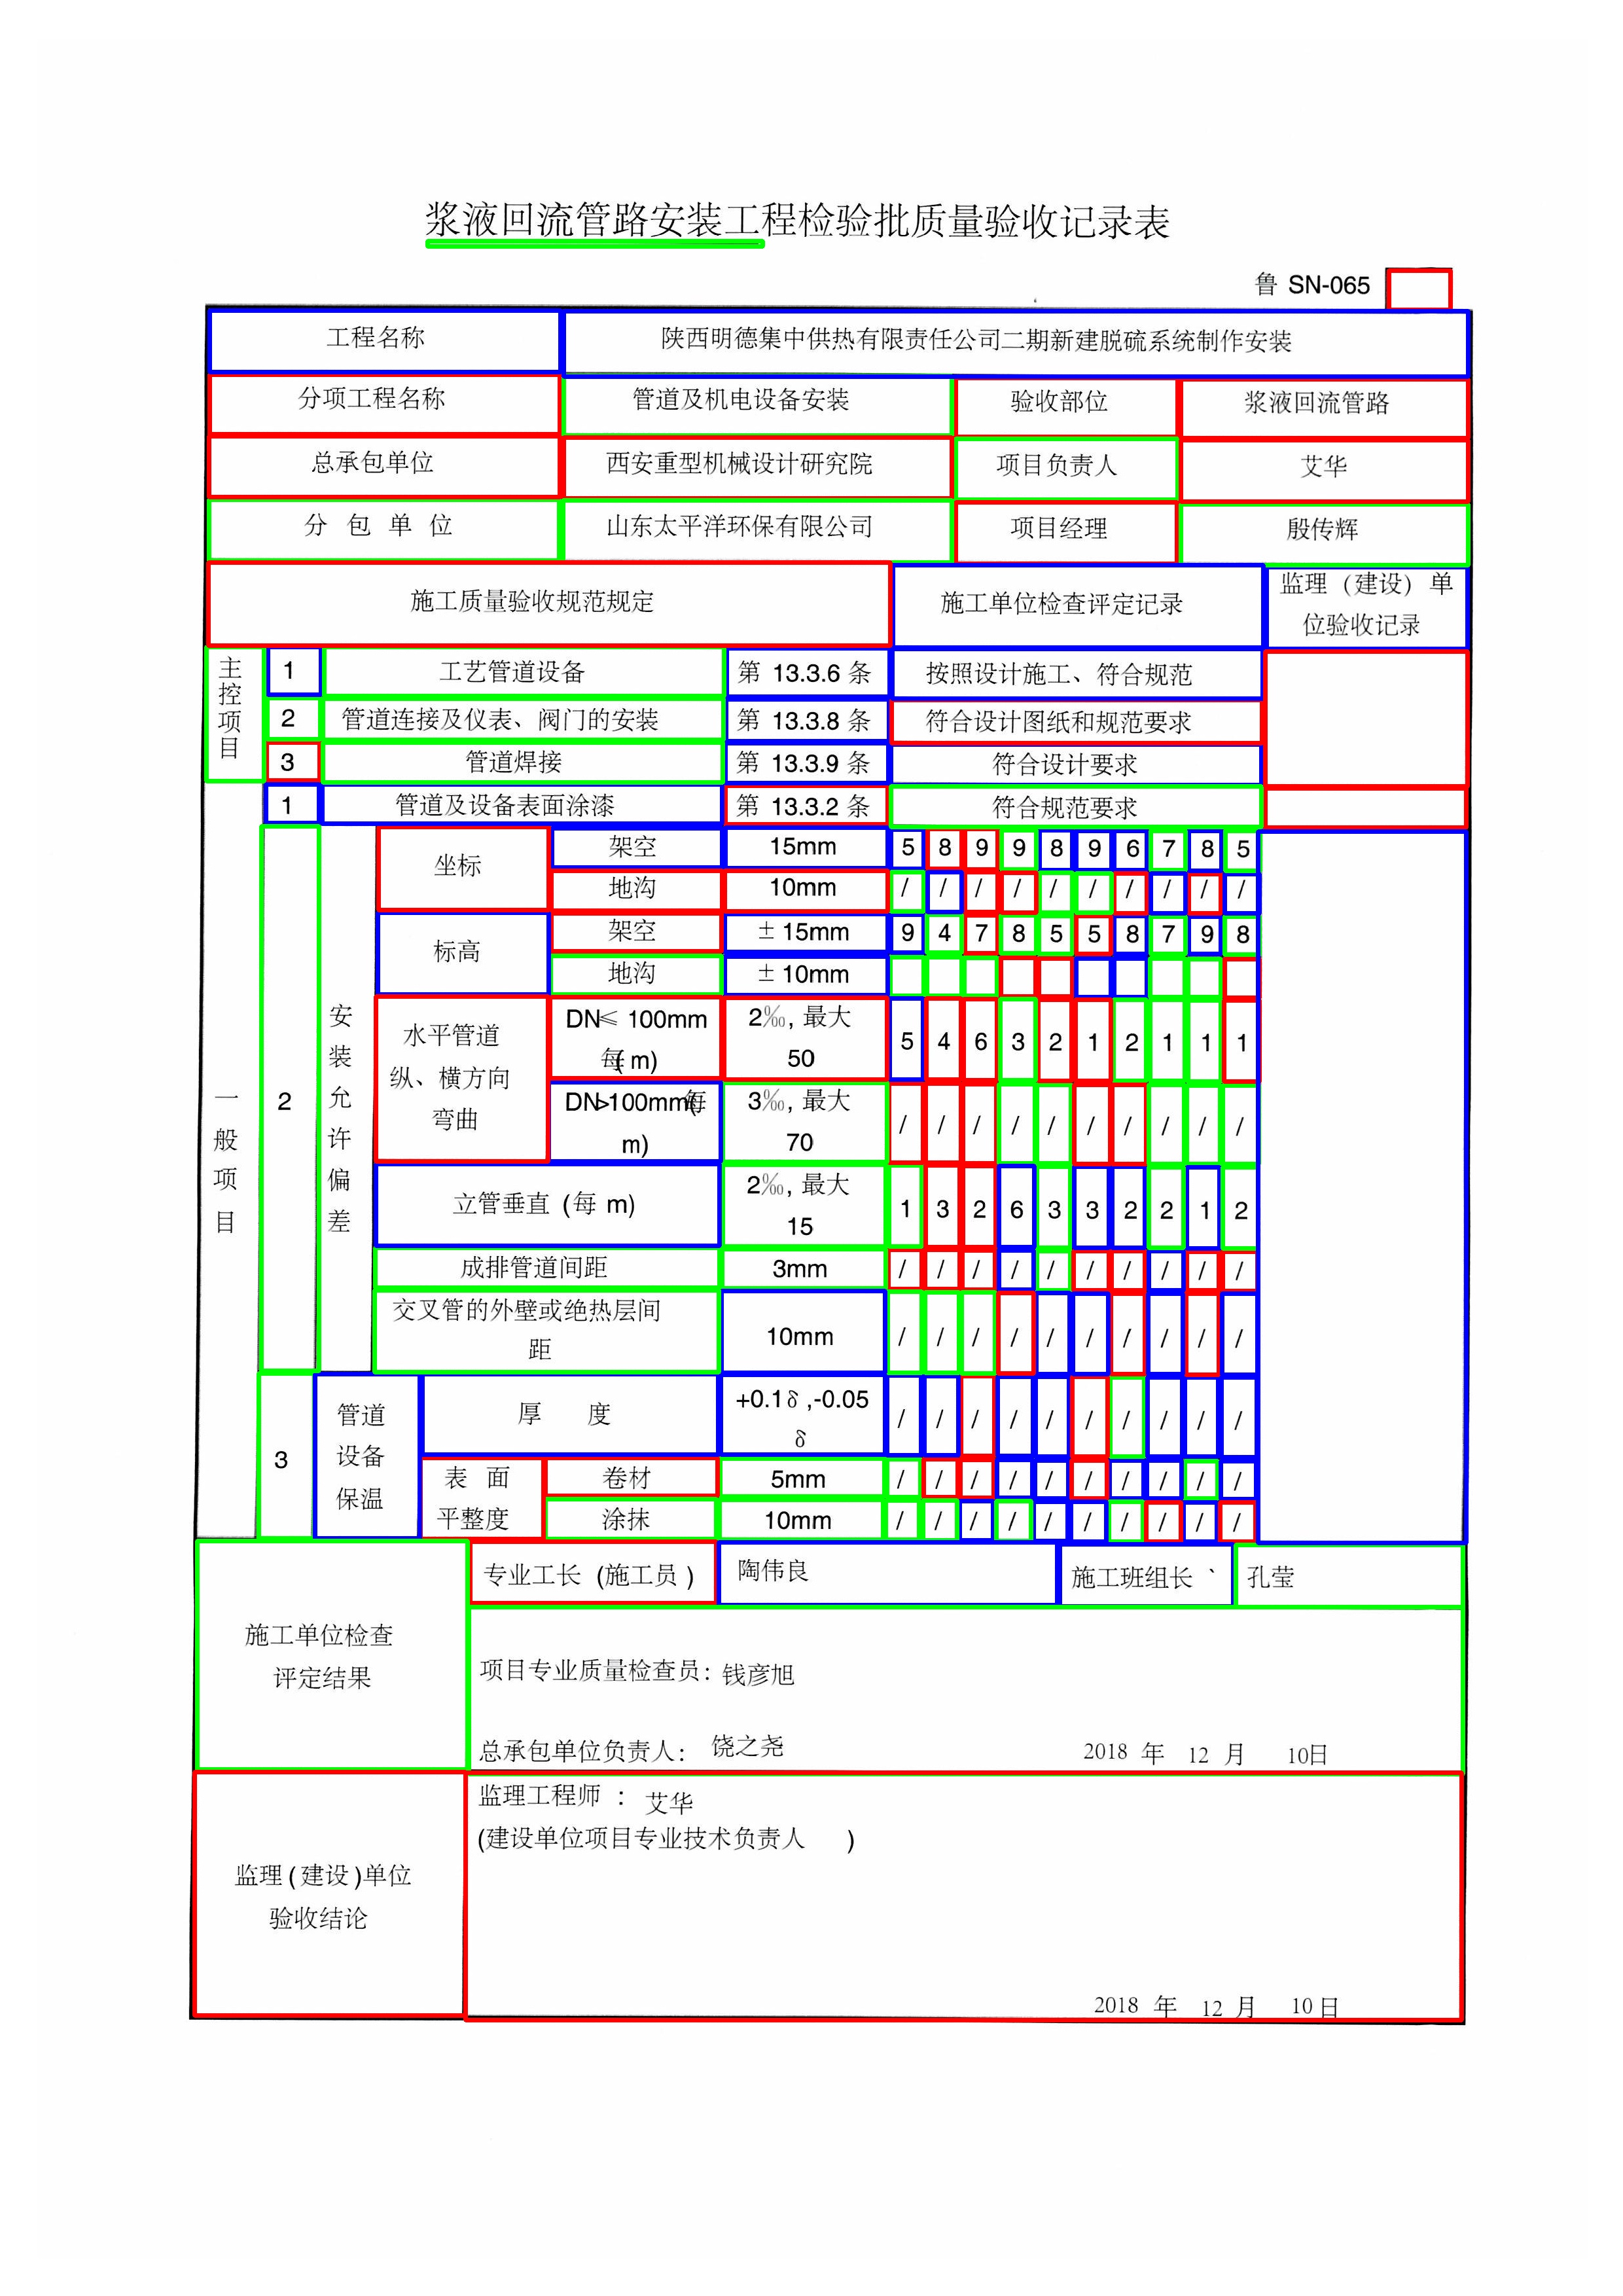 浆液回流管路安装工程检验批质量验收记录表
鲁 SN-065
工程名称 陕西明德集中供热有限责任公司二期新建脱硫系统制作安装
分项工程名称 管道及机电设备安装 验收部位 浆液回流管路
总承包单位 西安重型机械设计研究院 项目负责人 艾华
分 包 单 位 山东太平洋环保有限公司 项目经理 殷传辉
施工质量验收规范规定 施工单位检查评定记录 监理（建设）单
位验收记录
主控项目
1 工艺管道设备 第 13.3.6 条 按照设计施工、符合规范
2 管道连接及仪表、阀门的安装 第 13.3.8 条 符合设计图纸和规范要求
3 管道焊接 第 13.3.9 条 符合设计要求
一般项目
1 管道及设备表面涂漆 第 13.3.2 条 符合规范要求
2 安装允许偏差
坐标 架空 15mm 5 8 9 9 8 9 6 7 8 5
地沟 10mm / / / / / / / / / /
标高 架空 ±15mm 9 4 7 8 5 5 8 7 9 8
地沟 ±10mm
水平管道
纵、横方向
弯曲
DN≤ 100mm
(每 m)
2‰, 最大
50
5 4 6 3 2 1 2 1 1 1
DN>100mm(每
m)
3‰, 最大
70
/ / / / / / / / / /
立管垂直 (每 m)
2‰, 最大
15
1 3 2 6 3 3 2 2 1 2
成排管道间距 3mm / / / / / / / / / /
交叉管的外壁或绝热层间
距
10mm / / / / / / / / / /
3
管道
设备
保温
厚 度
+0.1δ,-0.05
δ
/ / / / / / / / / /
表 面
平整度
卷材 5mm / / / / / / / / / /
涂抹 10mm / / / / / / / / / /
施工单位检查
评定结果
专业工长 (施工员 ) 陶伟良 施工班组长 、 孔莹
项目专业质量检查员: 钱彦旭
总承包单位负责人: 饶之尧 2018 年 12 月 10日
监理 ( 建设 )单位
验收结论
监理工程师 : 艾华
(建设单位项目专业技术负责人 )
2018 年 12 月 10日